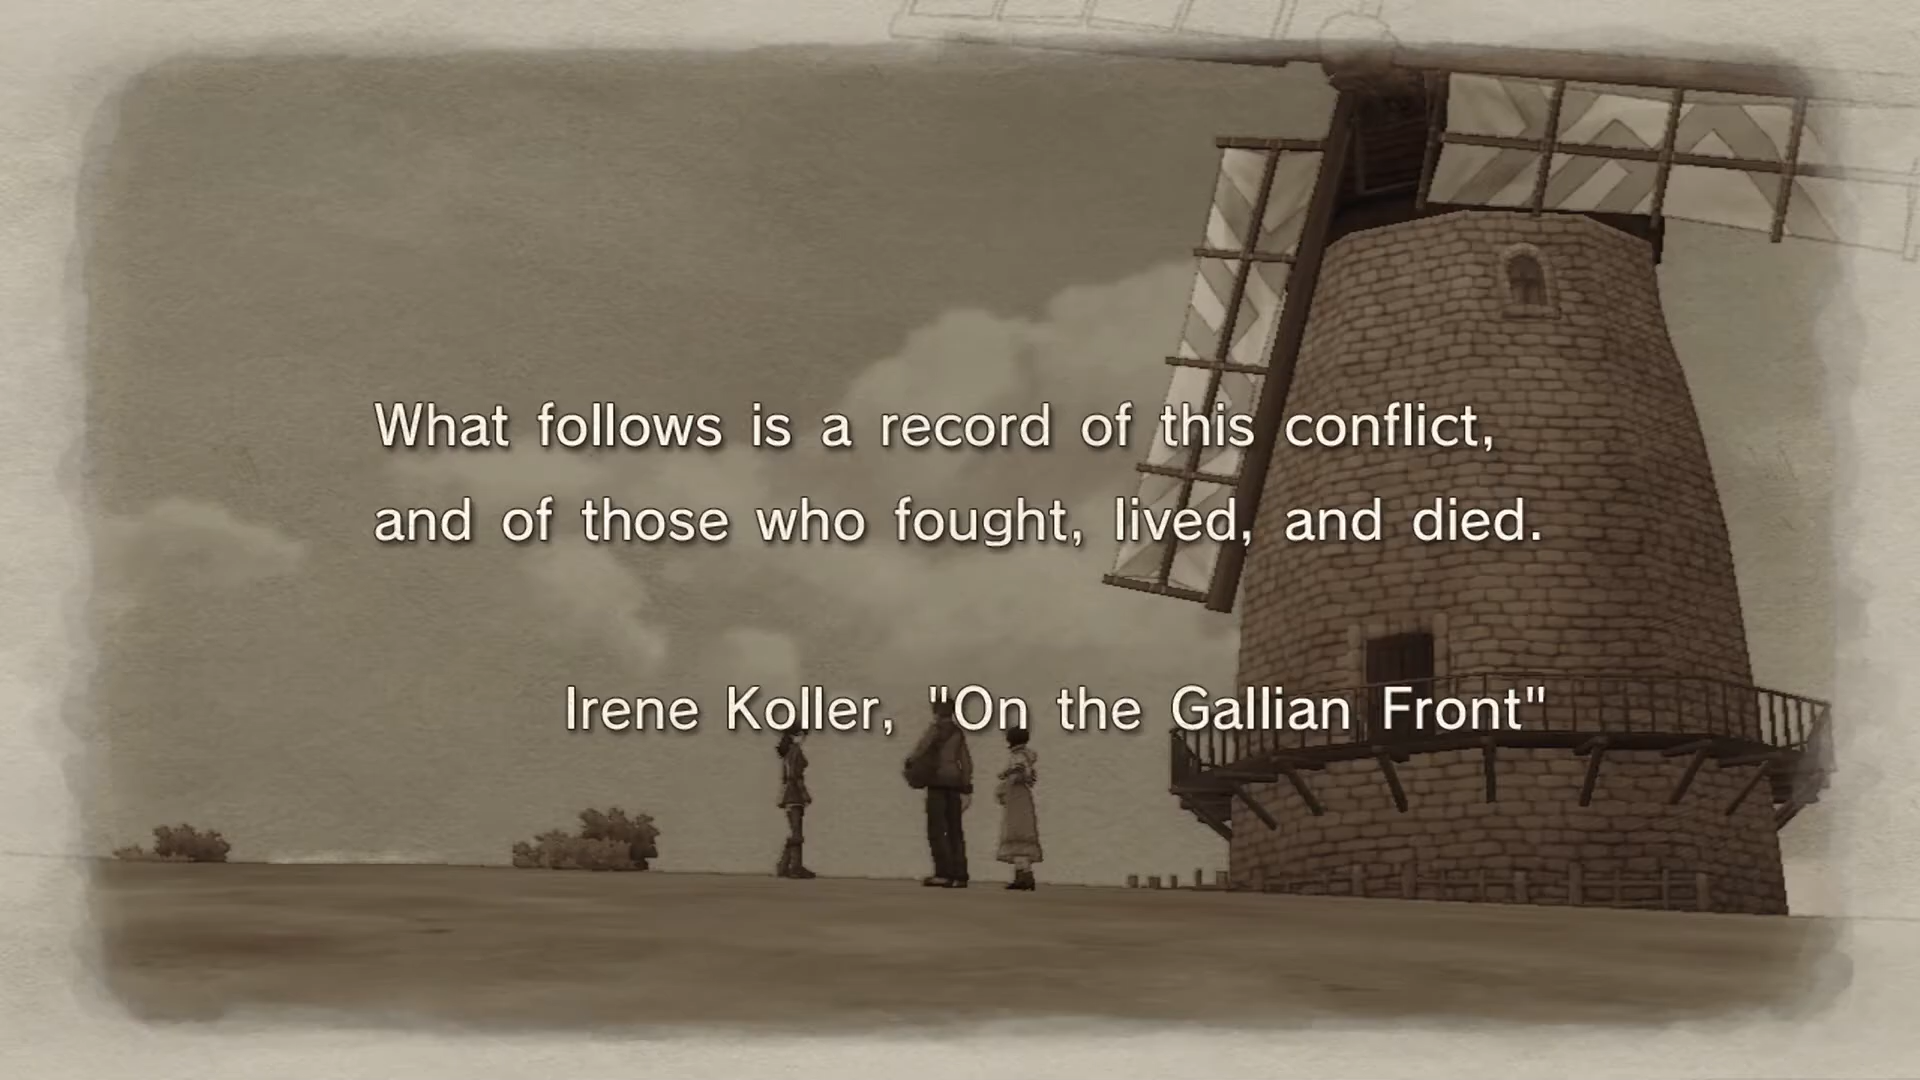 What follows is a record of this conflict,
and of those who fought, lived, and died.
Irene Koller, "On the Gallian Front"